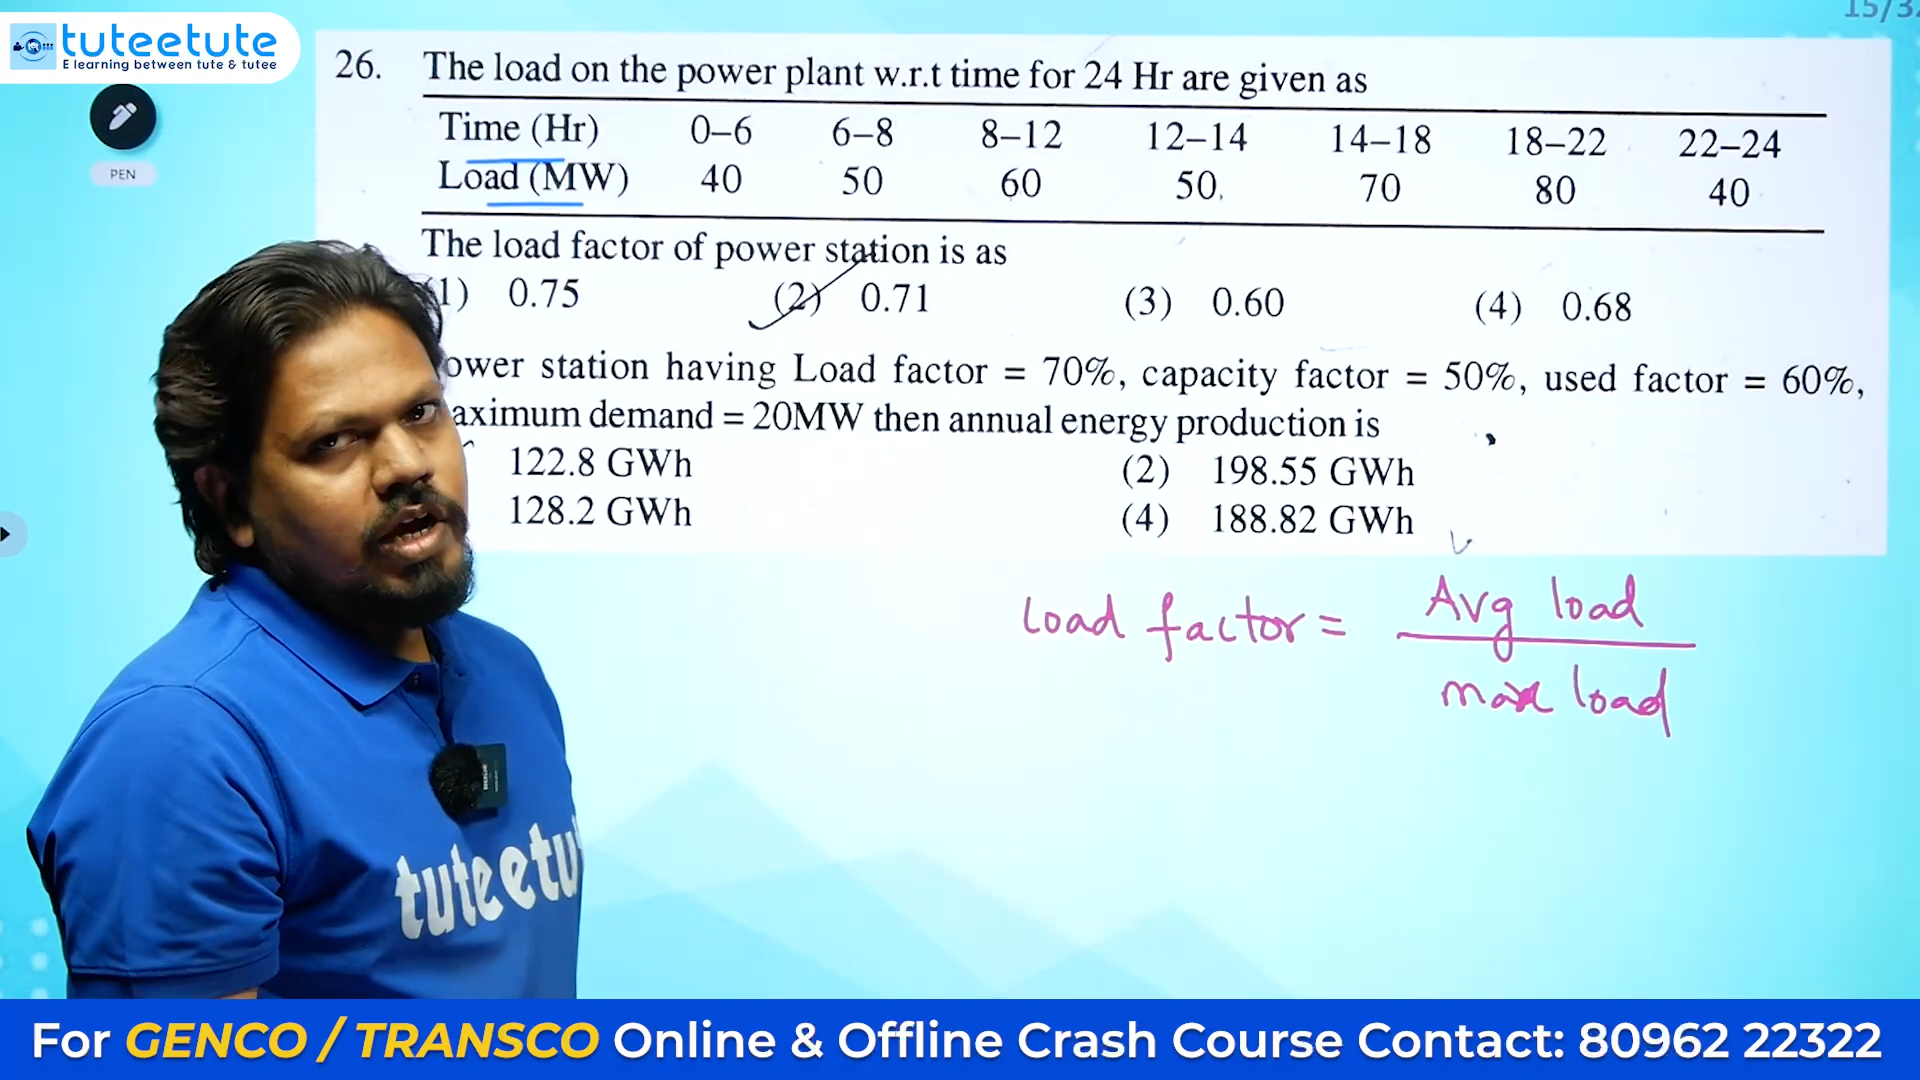 15/32
tuteetute
E learning between tute & tutee
PEN
26. The load on the power plant w.r.t time for 24 Hr are given as
Time (Hr) 0–6 6–8 8–12 12–14 14–18 18–22 22–24
Load (MW) 40 50 60 50 70 80 40
The load factor of power station is as
1) 0.75 (2) 0.71 (3) 0.60 (4) 0.68
ower station having Load factor = 70%, capacity factor = 50%, used factor = 60%,
aximum demand = 20MW then annual energy production is
122.8 GWh (2) 198.55 GWh
128.2 GWh (4) 188.82 GWh
Load factor = Avg load
max load
tuteetu
For GENCO / TRANSCO Online & Offline Crash Course Contact: 80962 22322